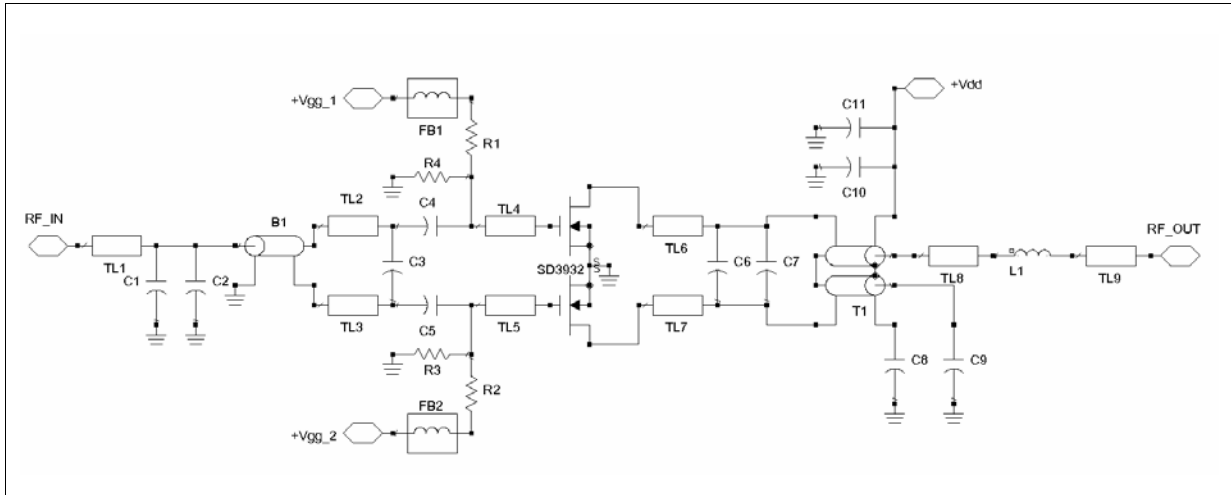 C11
+Vdd
+Vgg_1
FB1
R1
C10
R4
TL2
C4
TL4
RF_IN
B1
TL6
RF_OUT
TL1
C3
C6
C7
C1
C2
SD3932
S
S
TL8
L1
TL9
TL3
C5
TL5
TL7
T1
R3
C8
C9
R2
FB2
+Vgg_2